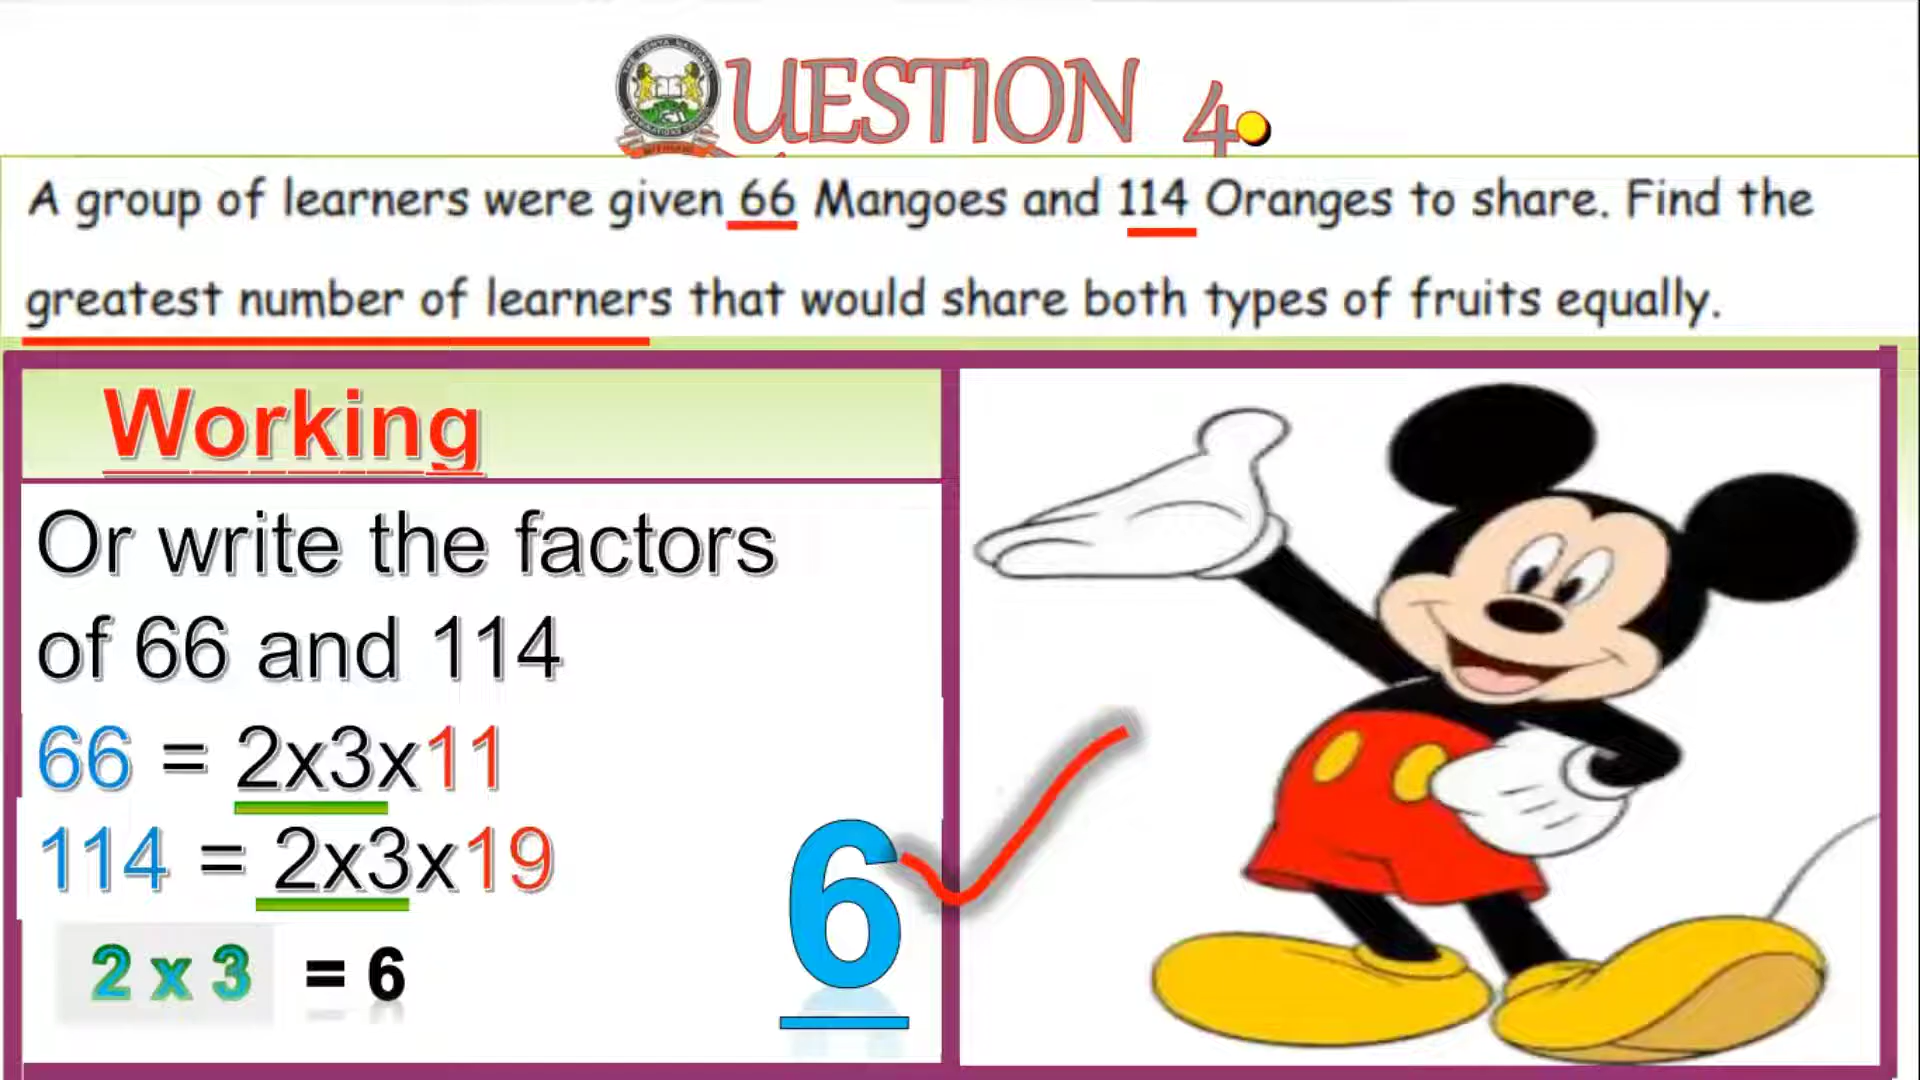 QUESTION 4
A group of learners were given 66 Mangoes and 114 Oranges to share. Find the
greatest number of learners that would share both types of fruits equally.
Working
Or write the factors
of 66 and 114
66 = 2x3x11
114 = 2x3x19
2 x 3 = 6
6